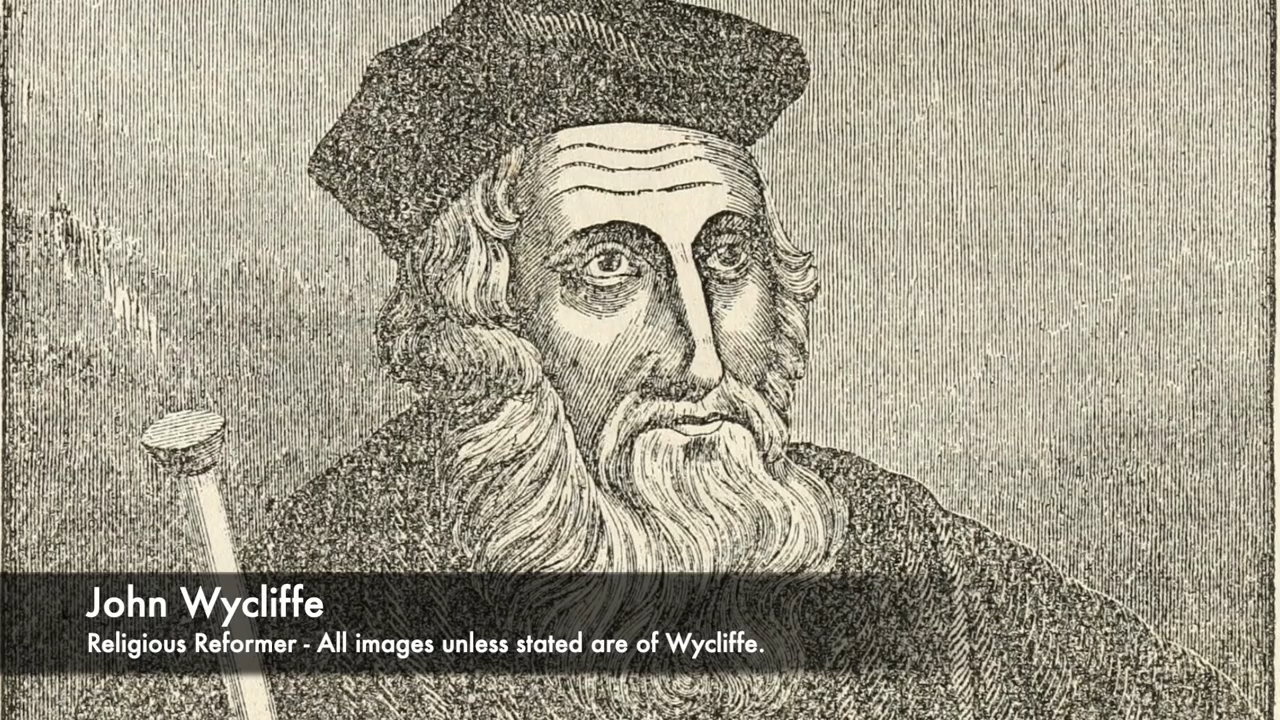 John Wycliffe
Religious Reformer - All images unless stated are of Wycliffe.